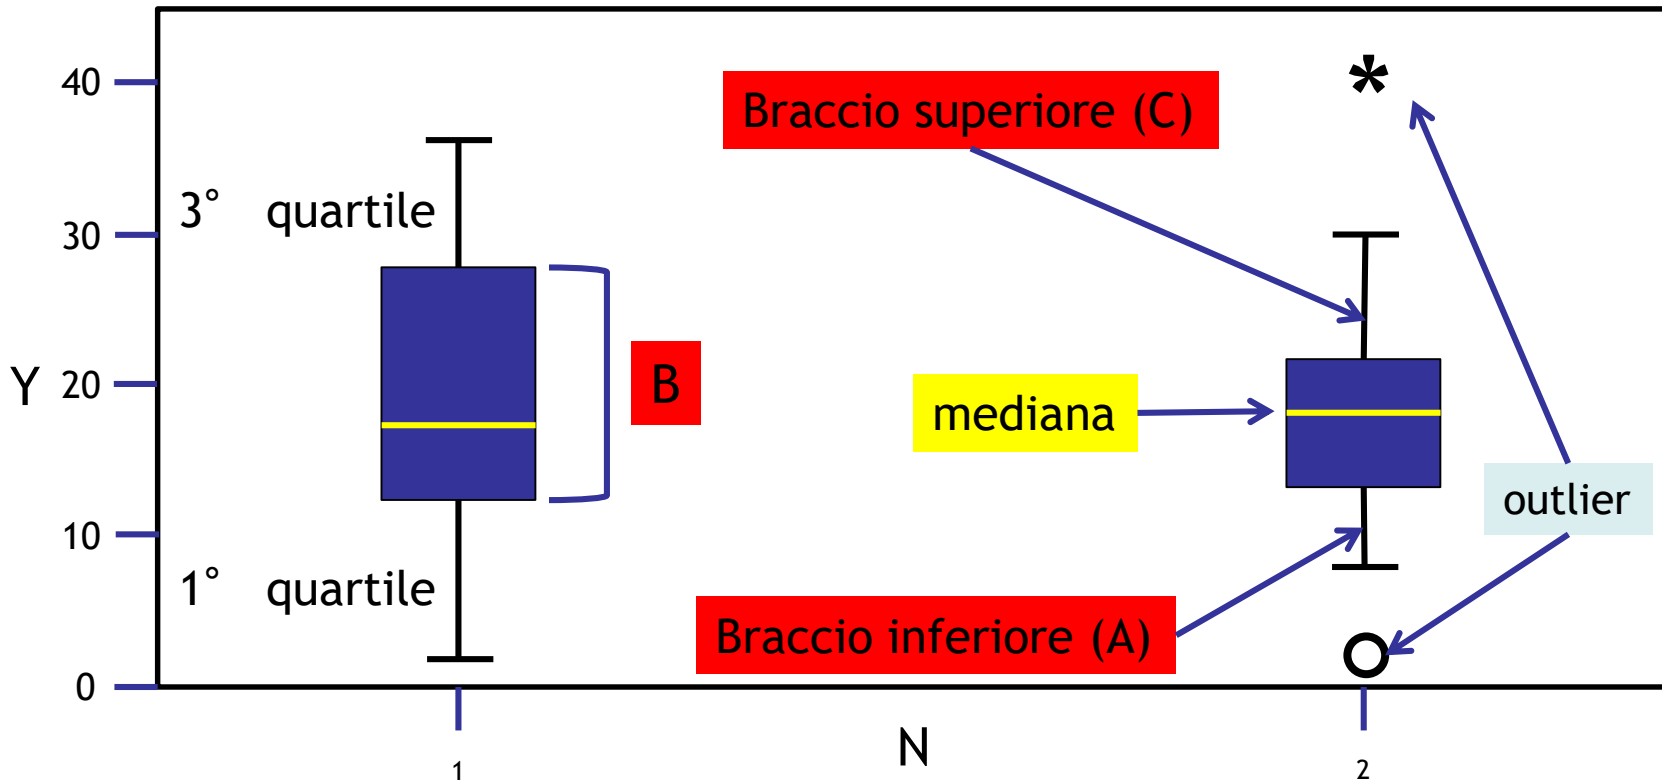 40
Braccio superiore (C)
*
3° quartile
30
B
Y
20
mediana
outlier
10
1° quartile
Braccio inferiore (A)
0
N
1
2